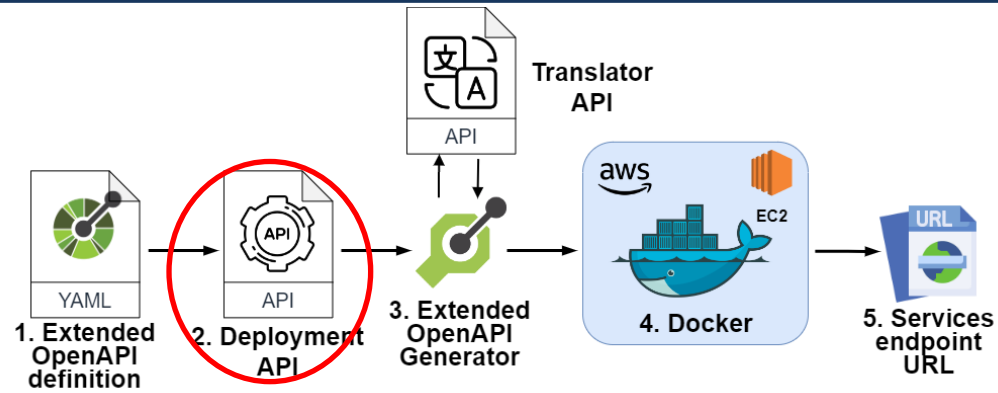 文
A
API
Translator
API
YAML
1. Extended
OpenAPI
definition
API
API
2. Deployment
API
3. Extended
OpenAPI
Generator
aws
EC2
4. Docker
URL
5. Services
endpoint
URL